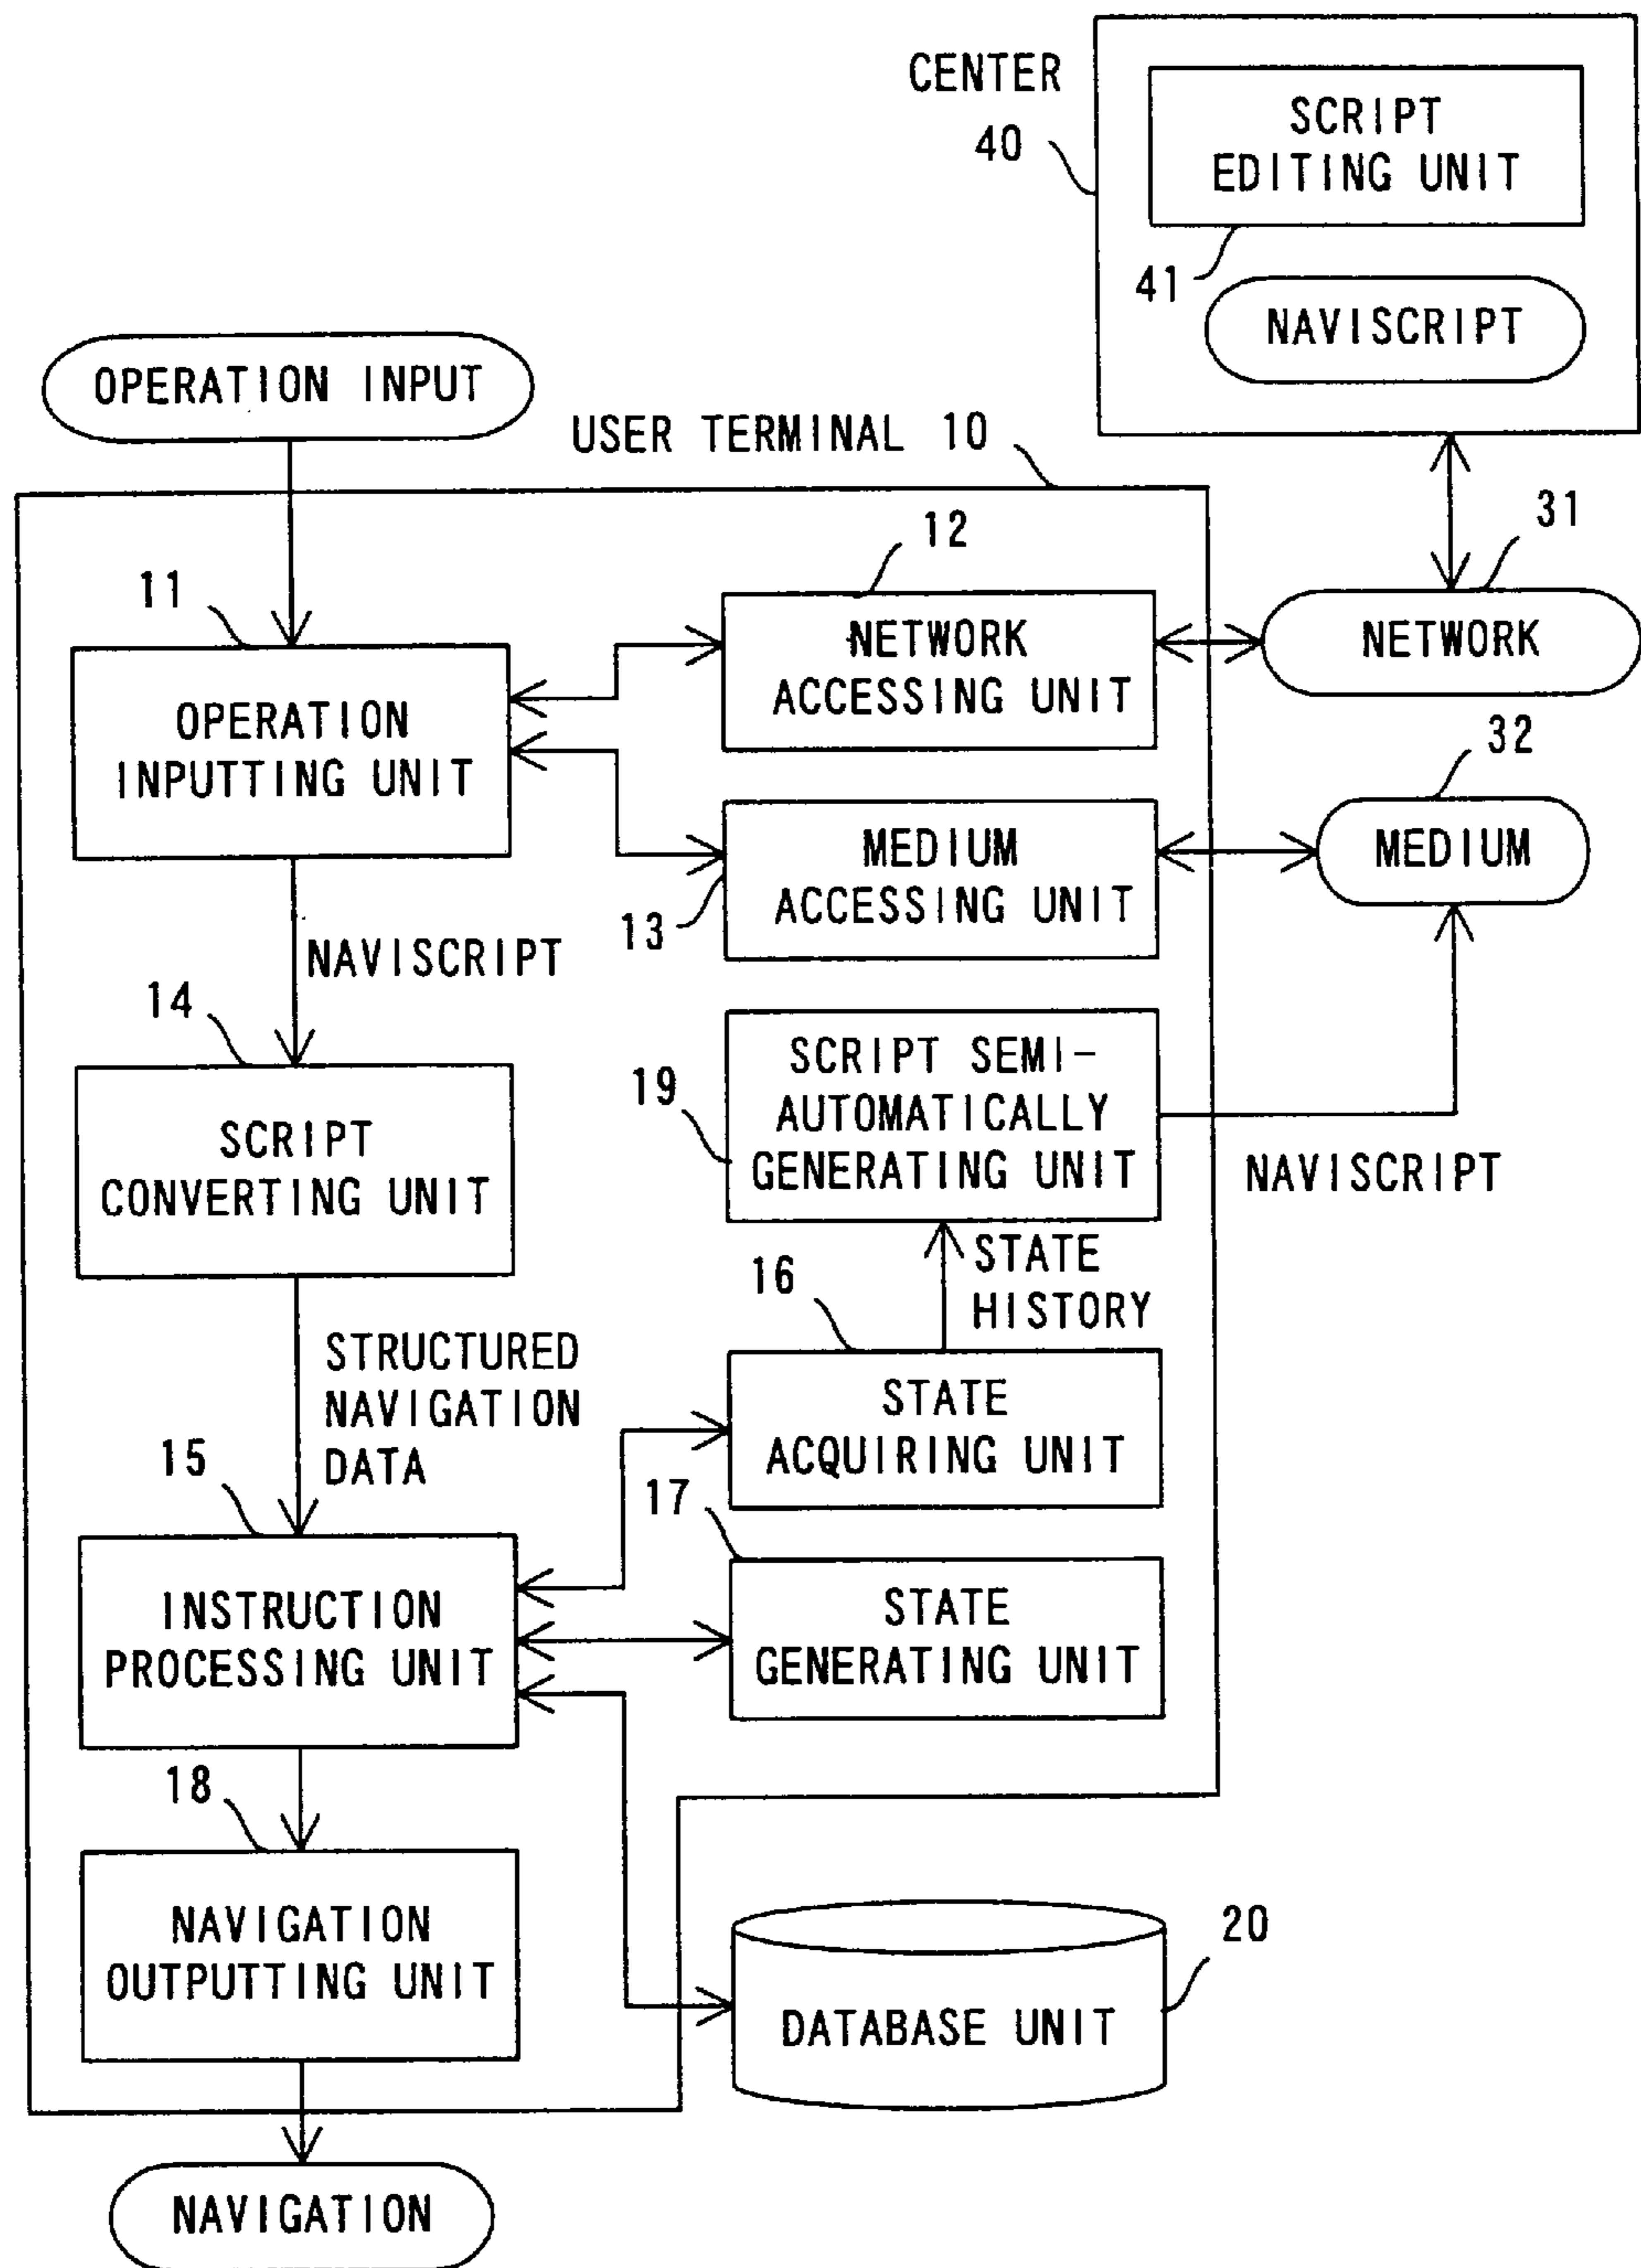 CENTER
40
SCRIPT
EDITING UNIT
41
NAVISCRIPT
OPERATION INPUT
USER TERMINAL 10
31
12
11
NETWORK
ACCESSING UNIT
NETWORK
OPERATION
INPUTTING UNIT
32
MEDIUM
ACCESSING UNIT
MEDIUM
13
NAVISCRIPT
14
SCRIPT SEMI-
AUTOMATICALLY
GENERATING UNIT
19
SCRIPT
CONVERTING UNIT
NAVISCRIPT
STATE
HISTORY
16
STRUCTURED
NAVIGATION
DATA
STATE
ACQUIRING UNIT
15
17
INSTRUCTION
PROCESSING UNIT
STATE
GENERATING UNIT
18
NAVIGATION
OUTPUTTING UNIT
20
DATABASE UNIT
NAVIGATION